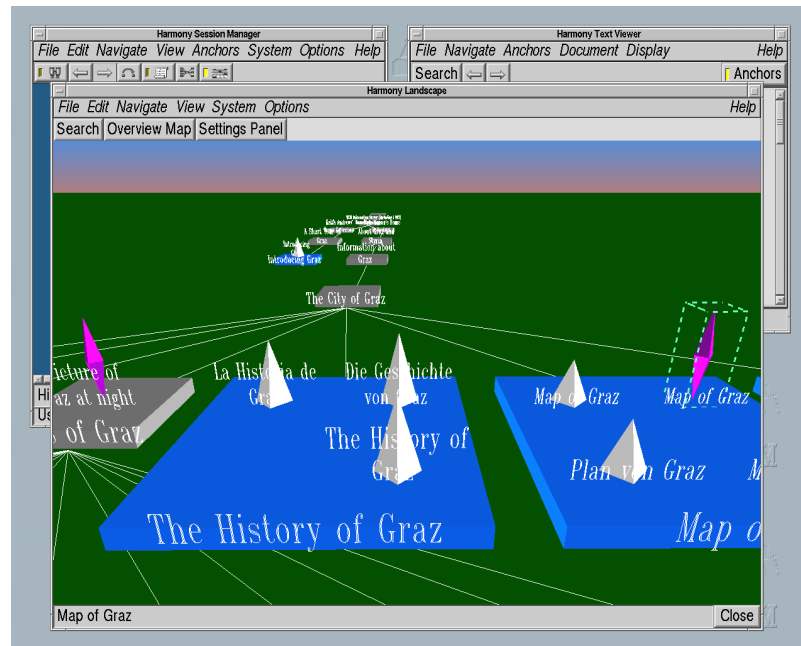 Harmony Session Manager
File Edit Navigate View Anchors System Options Help
Harmony Text Viewer
File Navigate Anchors Document Display Help
Search Anchors
Harmony Landscape
File Edit Navigate View System Options Help
Search Overview Map Settings Panel
Information about
Introducing Graz
Graz
The City of Graz
icture of
az at night
of Graz
La Historia de
Graz
Die Geschichte
von Graz
The History of
Graz
The History of Graz
Map of Graz
Map of Graz
Plan von Graz
M
Map o
Hi
Us
Map of Graz
Close